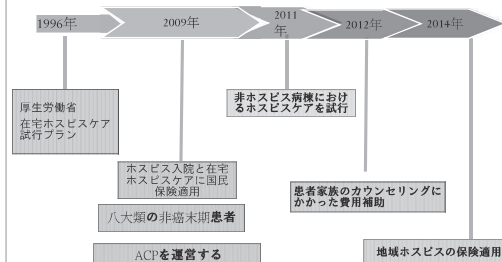 1996年
2009年
2011
年
2012年
2014年
厚生労働省
在宅ホスピスケア
試行プラン
ホスピス入院と在宅
ホスピスケアに国民
保険適用
八大類の非癌末期患者
ACPを運営する
非ホスピス病棟におけ
るホスピスケアを試行
患者家族のカウンセリングに
かかった費用補助
地域ホスピスの保険適用